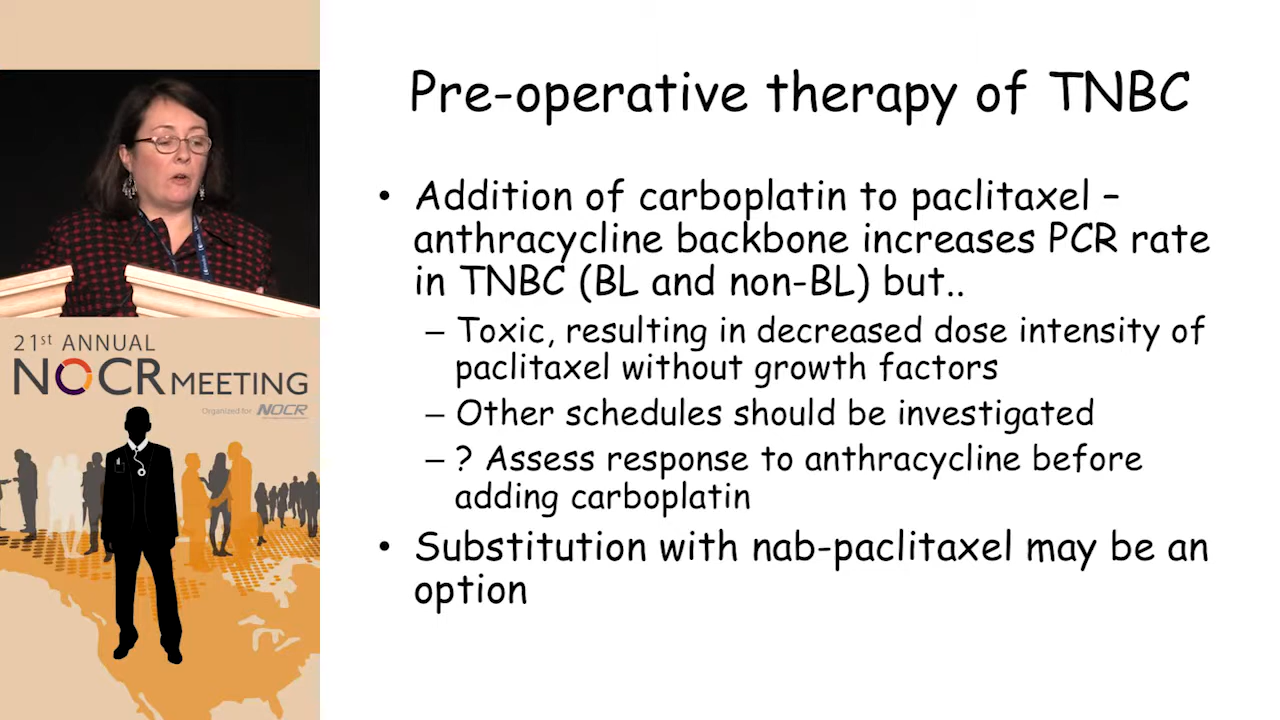 Pre-operative therapy of TNBC
• Addition of carboplatin to paclitaxel –
anthracycline backbone increases PCR rate
in TNBC (BL and non-BL) but..
– Toxic, resulting in decreased dose intensity of
paclitaxel without growth factors
– Other schedules should be investigated
– ? Assess response to anthracycline before
adding carboplatin
• Substitution with nab-paclitaxel may be an
option
21st ANNUAL
NOCR MEETING
Organized for NOCR